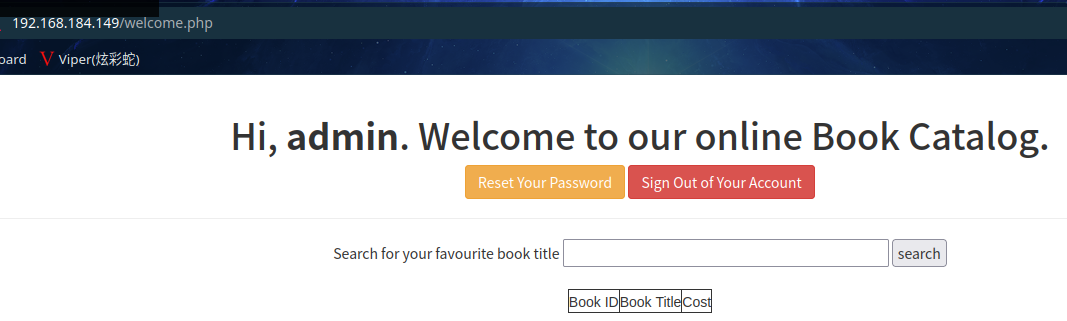 192.168.184.149/welcome.php
oard V Viper(炫彩蛇)
Hi, admin. Welcome to our online Book Catalog.
Reset Your Password Sign Out of Your Account
Search for your favourite book title search
Book ID Book Title Cost